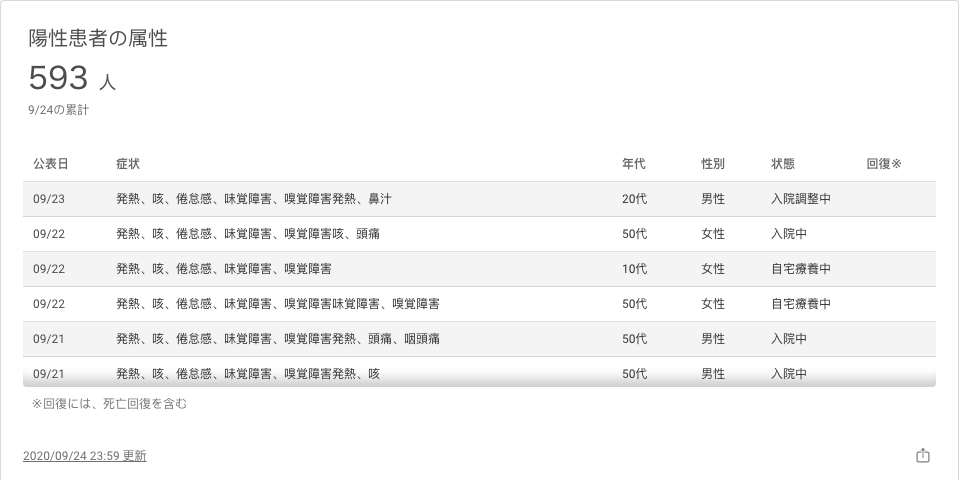 陽性患者の属性
593 人
9/24の累計
公表日 症状 年代 性別 状態 回復※
09/23 発熱、咳、倦怠感、味覚障害、嗅覚障害発熱、鼻汁 20代 男性 入院調整中
09/22 発熱、咳、倦怠感、味覚障害、嗅覚障害咳、頭痛 50代 女性 入院中
09/22 発熱、咳、倦怠感、味覚障害、嗅覚障害 10代 女性 自宅療養中
09/22 発熱、咳、倦怠感、味覚障害、嗅覚障害味覚障害、嗅覚障害 50代 女性 自宅療養中
09/21 発熱、咳、倦怠感、味覚障害、嗅覚障害発熱、頭痛、咽頭痛 50代 男性 入院中
09/21 発熱、咳、倦怠感、味覚障害、嗅覚障害発熱、咳 50代 男性 入院中
※回復には、死亡回復を含む
2020/09/24 23:59 更新